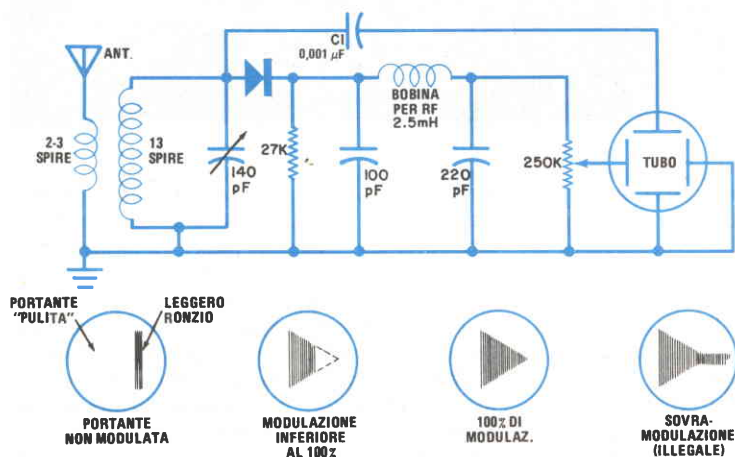 C1
0,001 µF
ANT.
BOBINA
PER RF
2.5mH
2-3
SPIRE
13
SPIRE
140
pF
27K
100
pF
220
pF
250K
TUBO
PORTANTE
"PULITA"
LEGGERO
RONZIO
PORTANTE
NON MODULATA
MODULAZIONE
INFERIORE
AL 100%
100% DI
MODULAZ.
SOVRA-
MODULAZIONE
(ILLEGALE)